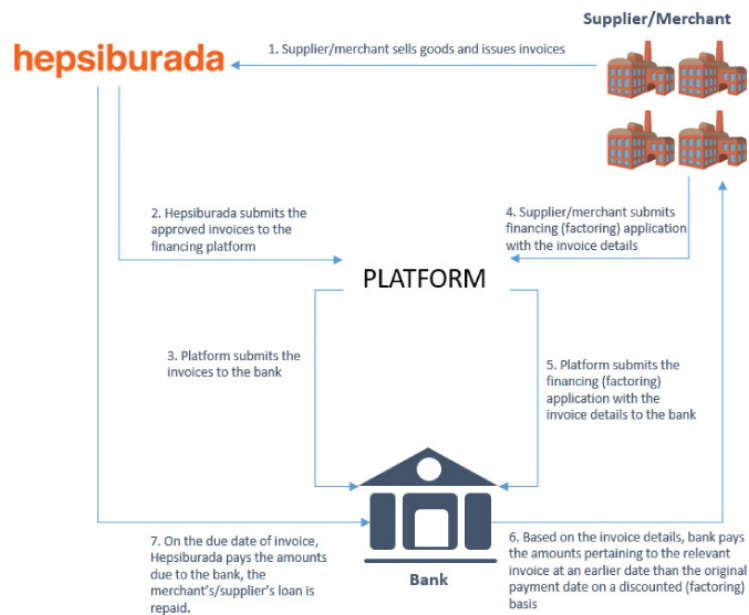 Supplier/Merchant
hepsiburada
1. Supplier/merchant sells goods and issues invoices
2. Hepsiburada submits the
approved invoices to the
financing platform
4. Supplier/merchant submits
financing (factoring) application
with the invoice details
PLATFORM
3. Platform submits the
invoices to the bank
5. Platform submits the
financing (factoring)
application with the
invoice details to the bank
7. On the due date of invoice,
Hepsiburada pays the amounts
due to the bank, the
merchant's/supplier's loan is
repaid.
Bank
6. Based on the invoice details, bank pays
the amounts pertaining to the relevant
invoice at an earlier date than the original
payment date on a discounted (factoring)
basis